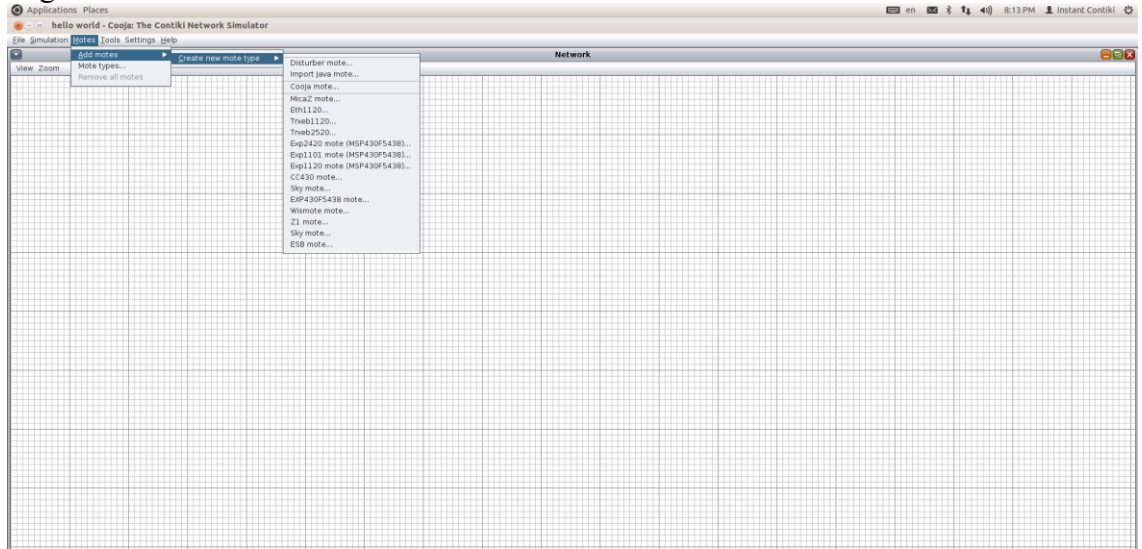 Applications Places
en 8:13 PM Instant Contiki
hello world - Cooja: The Contiki Network Simulator
File Simulation Motes Tools Settings Help
Network
View Zoom
Add motes
Mote types...
Remove all motes
Create new mote type
Disturber mote...
Import Java mote...
Cooja mote...
MicaZ mote...
Eth1120...
Trxeb1120...
Trxeb2520...
Exp2420 mote (MSP430F5438)...
Exp1101 mote (MSP430F5438)...
Exp1120 mote (MSP430F5438)...
CC430 mote...
Sky mote...
EXP430F5438 mote...
Wismote mote...
Z1 mote...
Sky mote...
ESB mote...